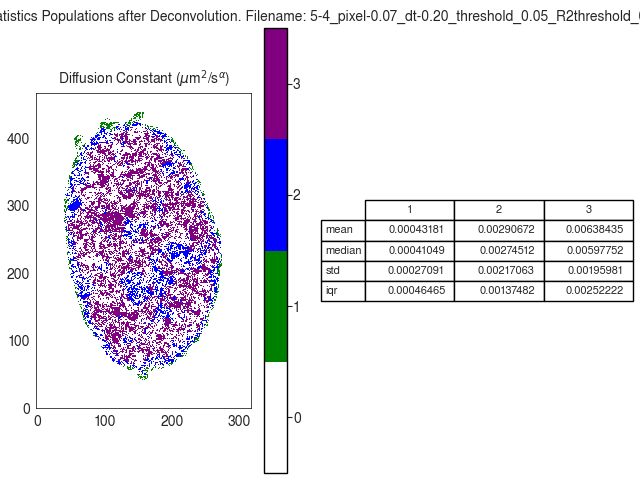 atistics Populations after Deconvolution. Filename: 5-4_pixel-0.07_dt-0.20_threshold_0.05_R2threshold_0
Diffusion Constant (μm²/s^α)
400
300
200
100
0
0 100 200 300
3
2
1
0
1 2 3
mean 0.00043181 0.00290672 0.00638435
median 0.00041049 0.00274512 0.00597752
std 0.00027091 0.00217063 0.00195981
iqr 0.00046465 0.00137482 0.00252222